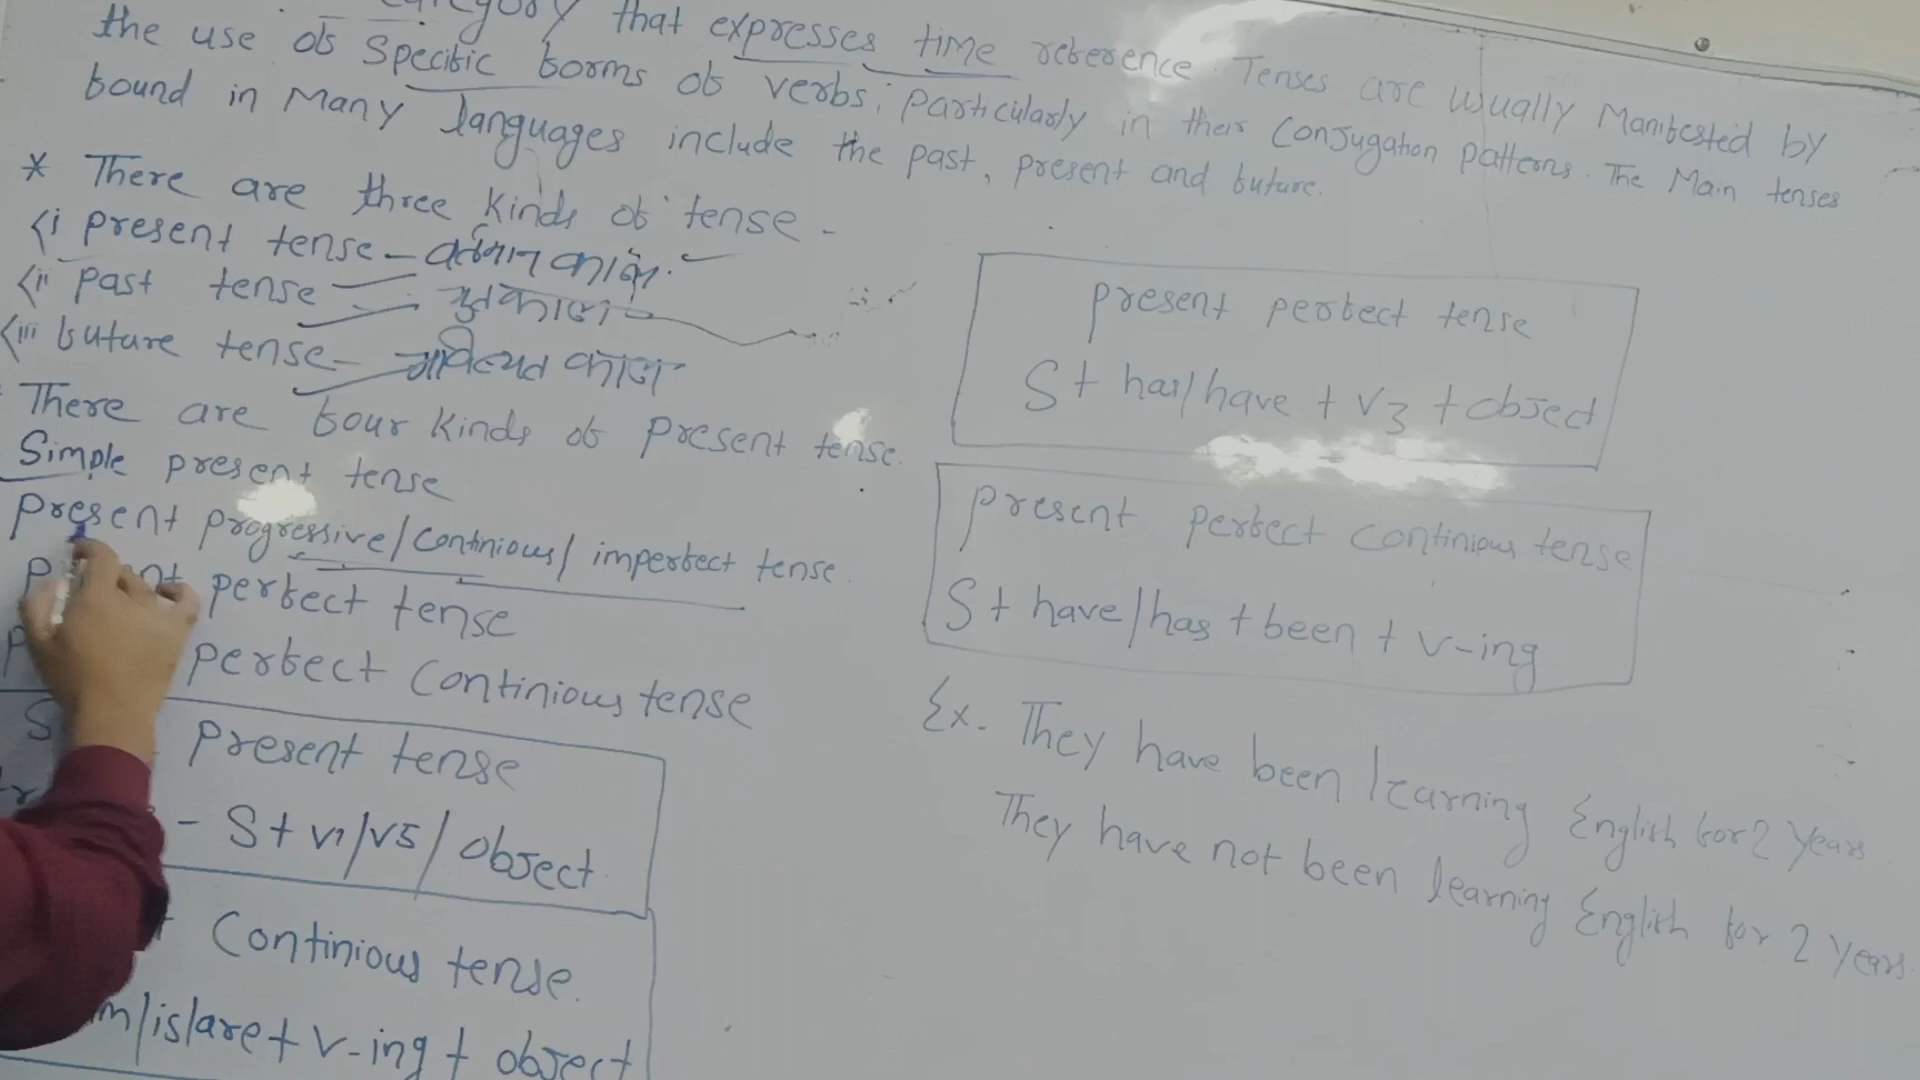 that expresses time reference. Tenses are usually Manifested by
the use of specific forms of verbs, particularly in their conjugation patterns. The Main tenses
found in Many languages include the past, present and future.
* There are three kinds of tense -
<i present tense - वर्तमान काल
<ii past tense - भुतकाल
<iii future tense - भविष्यत काल
There are four kinds of present tense.
Simple present tense
present progressive/continious/ imperfect tense.
perfect tense
perfect continious tense
present tense
- S+ v1/v5/ object
continious tense.
m/is/are + v-ing + object
present perfect tense
S+ has/have + v3 + object
present perfect continious tense
S+ have/has + been + v-ing
Ex. They have been learning English for 2 years.
They have not been learning English for 2 years.